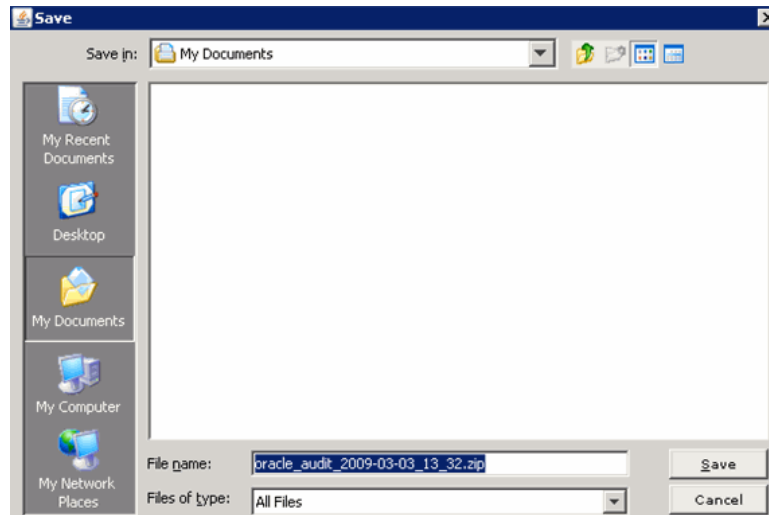 Save
Save in:
My Documents
My Recent
Documents
Desktop
My Documents
My Computer
My Network
Places
File name:
oracle_audit_2009-03-03_13_32.zip
Save
Files of type:
All Files
Cancel